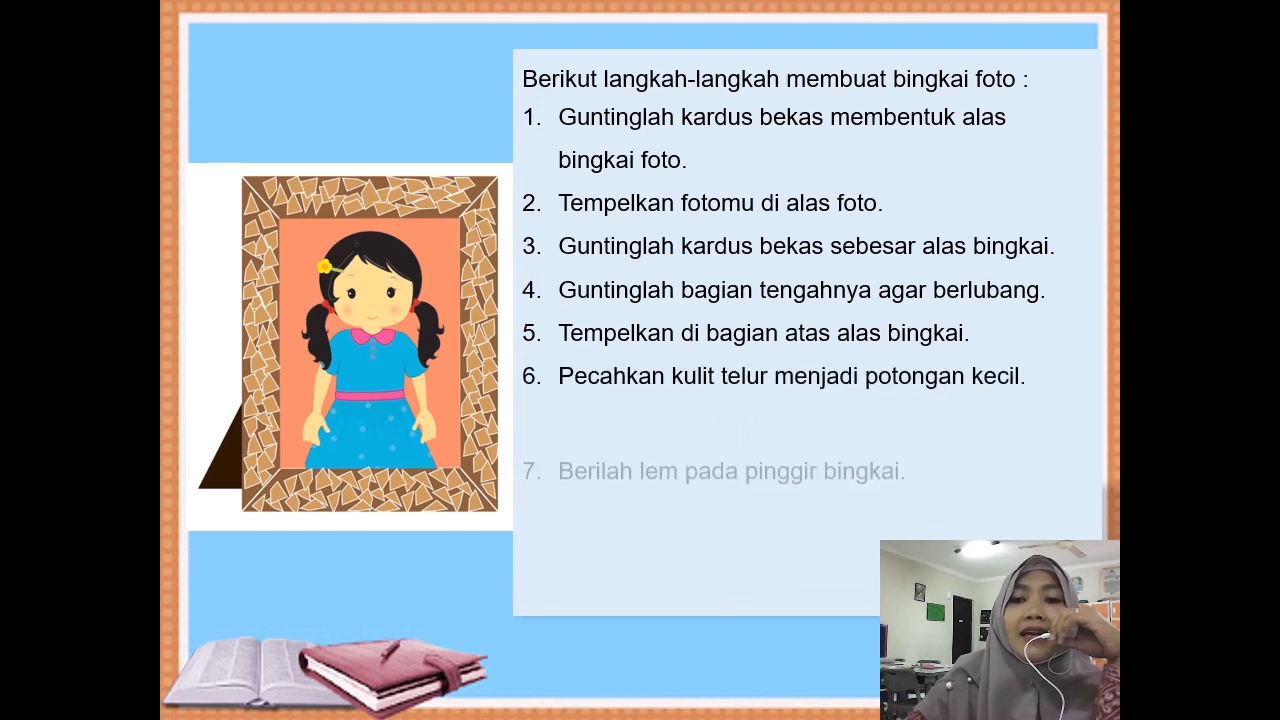 Berikut langkah-langkah membuat bingkai foto :
1. Guntinglah kardus bekas membentuk alas
bingkai foto.
2. Tempelkan fotomu di alas foto.
3. Guntinglah kardus bekas sebesar alas bingkai.
4. Guntinglah bagian tengahnya agar berlubang.
5. Tempelkan di bagian atas alas bingkai.
6. Pecahkan kulit telur menjadi potongan kecil.
7. Berilah lem pada pinggir bingkai.